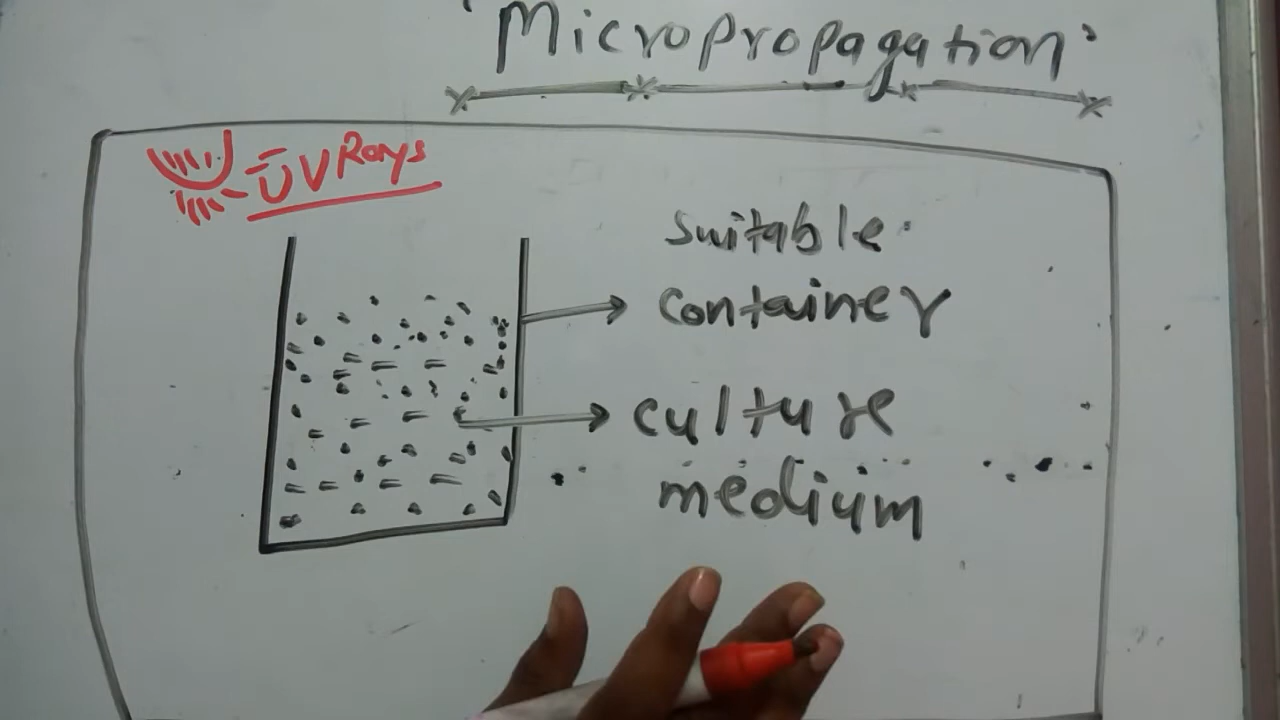 'Micropropagation'
UV Rays
Suitable
container
culture
medium